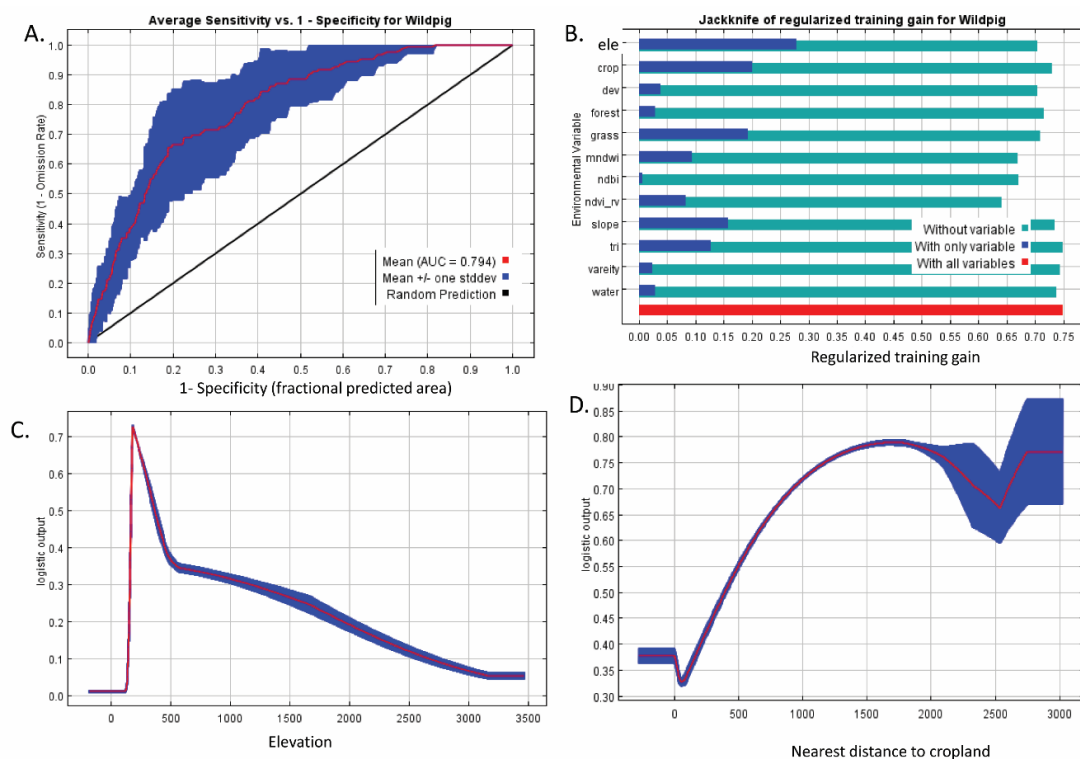 A.
Average Sensitivity vs. 1 - Specificity for Wildpig
Sensitivity (1 - Omission Rate)
1.0
0.9
0.8
0.7
0.6
0.5
0.4
0.3
0.2
0.1
0.0
Mean (AUC = 0.794)
Mean +/- one stddev
Random Prediction
0.0 0.1 0.2 0.3 0.4 0.5 0.6 0.7 0.8 0.9 1.0
1- Specificity (fractional predicted area)
B.
Jackknife of regularized training gain for Wildpig
Environmental Variable
ele
crop
dev
forest
grass
mndwi
ndbi
ndvi_rv
slope
tri
vareity
water
Without variable
With only variable
With all variables
0.00 0.05 0.10 0.15 0.20 0.25 0.30 0.35 0.40 0.45 0.50 0.55 0.60 0.65 0.70 0.75
Regularized training gain
C.
logistic output
0.7
0.6
0.5
0.4
0.3
0.2
0.1
0.0
0 500 1000 1500 2000 2500 3000 3500
Elevation
D.
logistic output
0.90
0.85
0.80
0.75
0.70
0.65
0.60
0.55
0.50
0.45
0.40
0.35
0.30
0 500 1000 1500 2000 2500 3000
Nearest distance to cropland